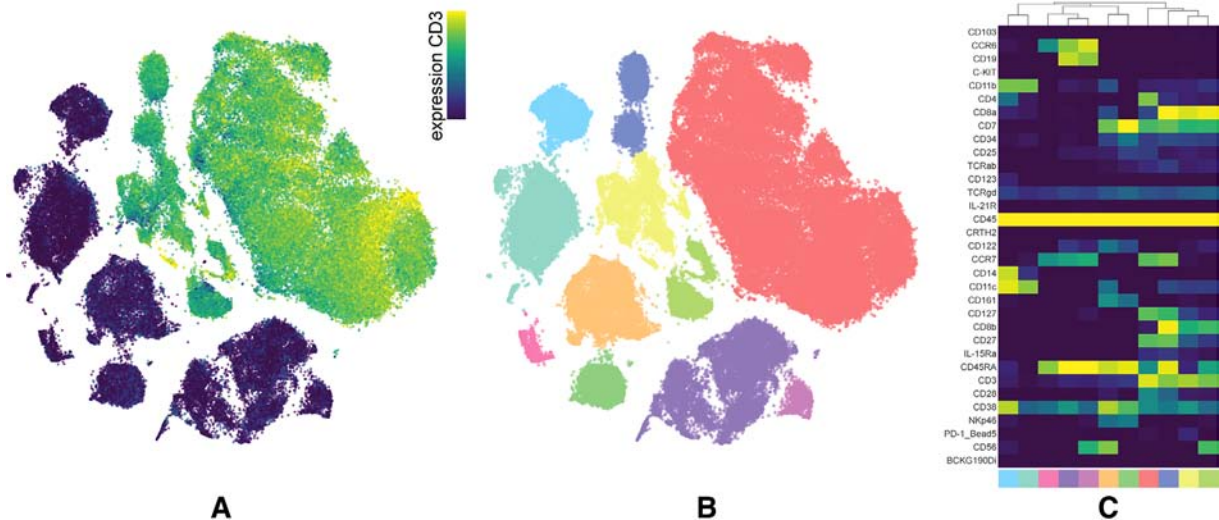 expression CD3
CD103
CCR6
CD19
C-KIT
CD11b
CD4
CD8a
CD7
CD34
CD25
TCRab
CD123
TCRgd
IL-21R
CD45
CRTH2
CD122
CCR7
CD14
CD11c
CD161
CD127
CD8b
CD27
IL-15Ra
CD45RA
CD3
CD28
CD38
NKp46
PD-1_Bead5
CD56
BCKG190Di
A
B
C